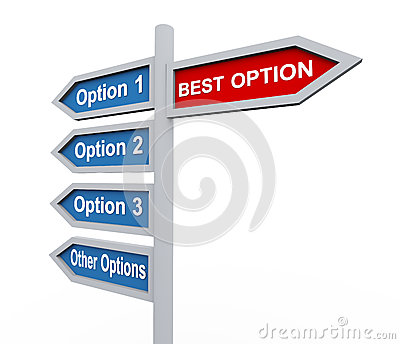 Option 1
BEST OPTION
Option 2
Option 3
Other Options
dreamstime.com